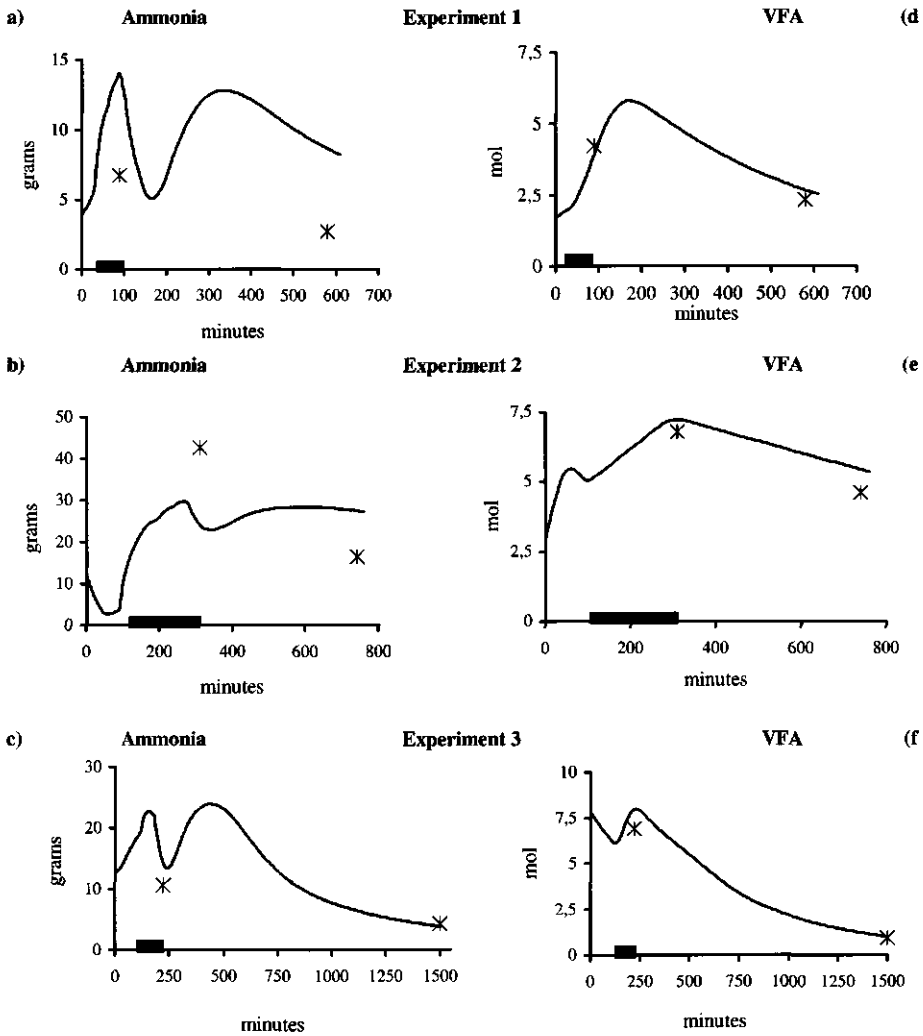 a) Ammonia Experiment 1 VFA (d
15
10
5
0
grams
0 100 200 300 400 500 600 700
minutes
7,5
5
2,5
0
mol
0 100 200 300 400 500 600 700
minutes
b) Ammonia Experiment 2 VFA (e
50
40
30
20
10
0
grams
0 200 400 600 800
minutes
7,5
5
2,5
0
mol
0 200 400 600 800
minutes
c) Ammonia Experiment 3 VFA (f
30
20
10
0
grams
0 250 500 750 1000 1250 1500
minutes
10
7,5
5
2,5
0
mol
0 250 500 750 1000 1250 1500
minutes